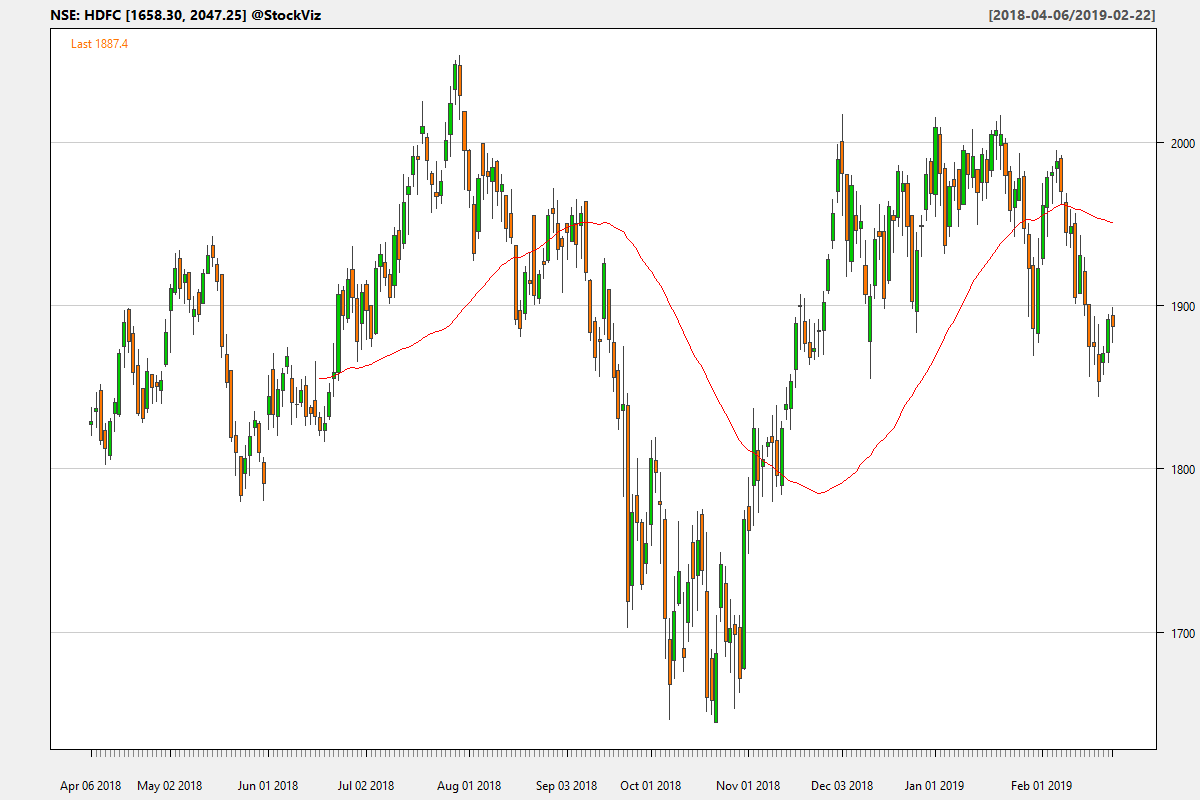 NSE: HDFC [1658.30, 2047.25] @StockViz [2018-04-06/2019-02-22]
Last 1887.4
2000
1900
1800
1700
Apr 06 2018 May 02 2018 Jun 01 2018 Jul 02 2018 Aug 01 2018 Sep 03 2018 Oct 01 2018 Nov 01 2018 Dec 03 2018 Jan 01 2019 Feb 01 2019